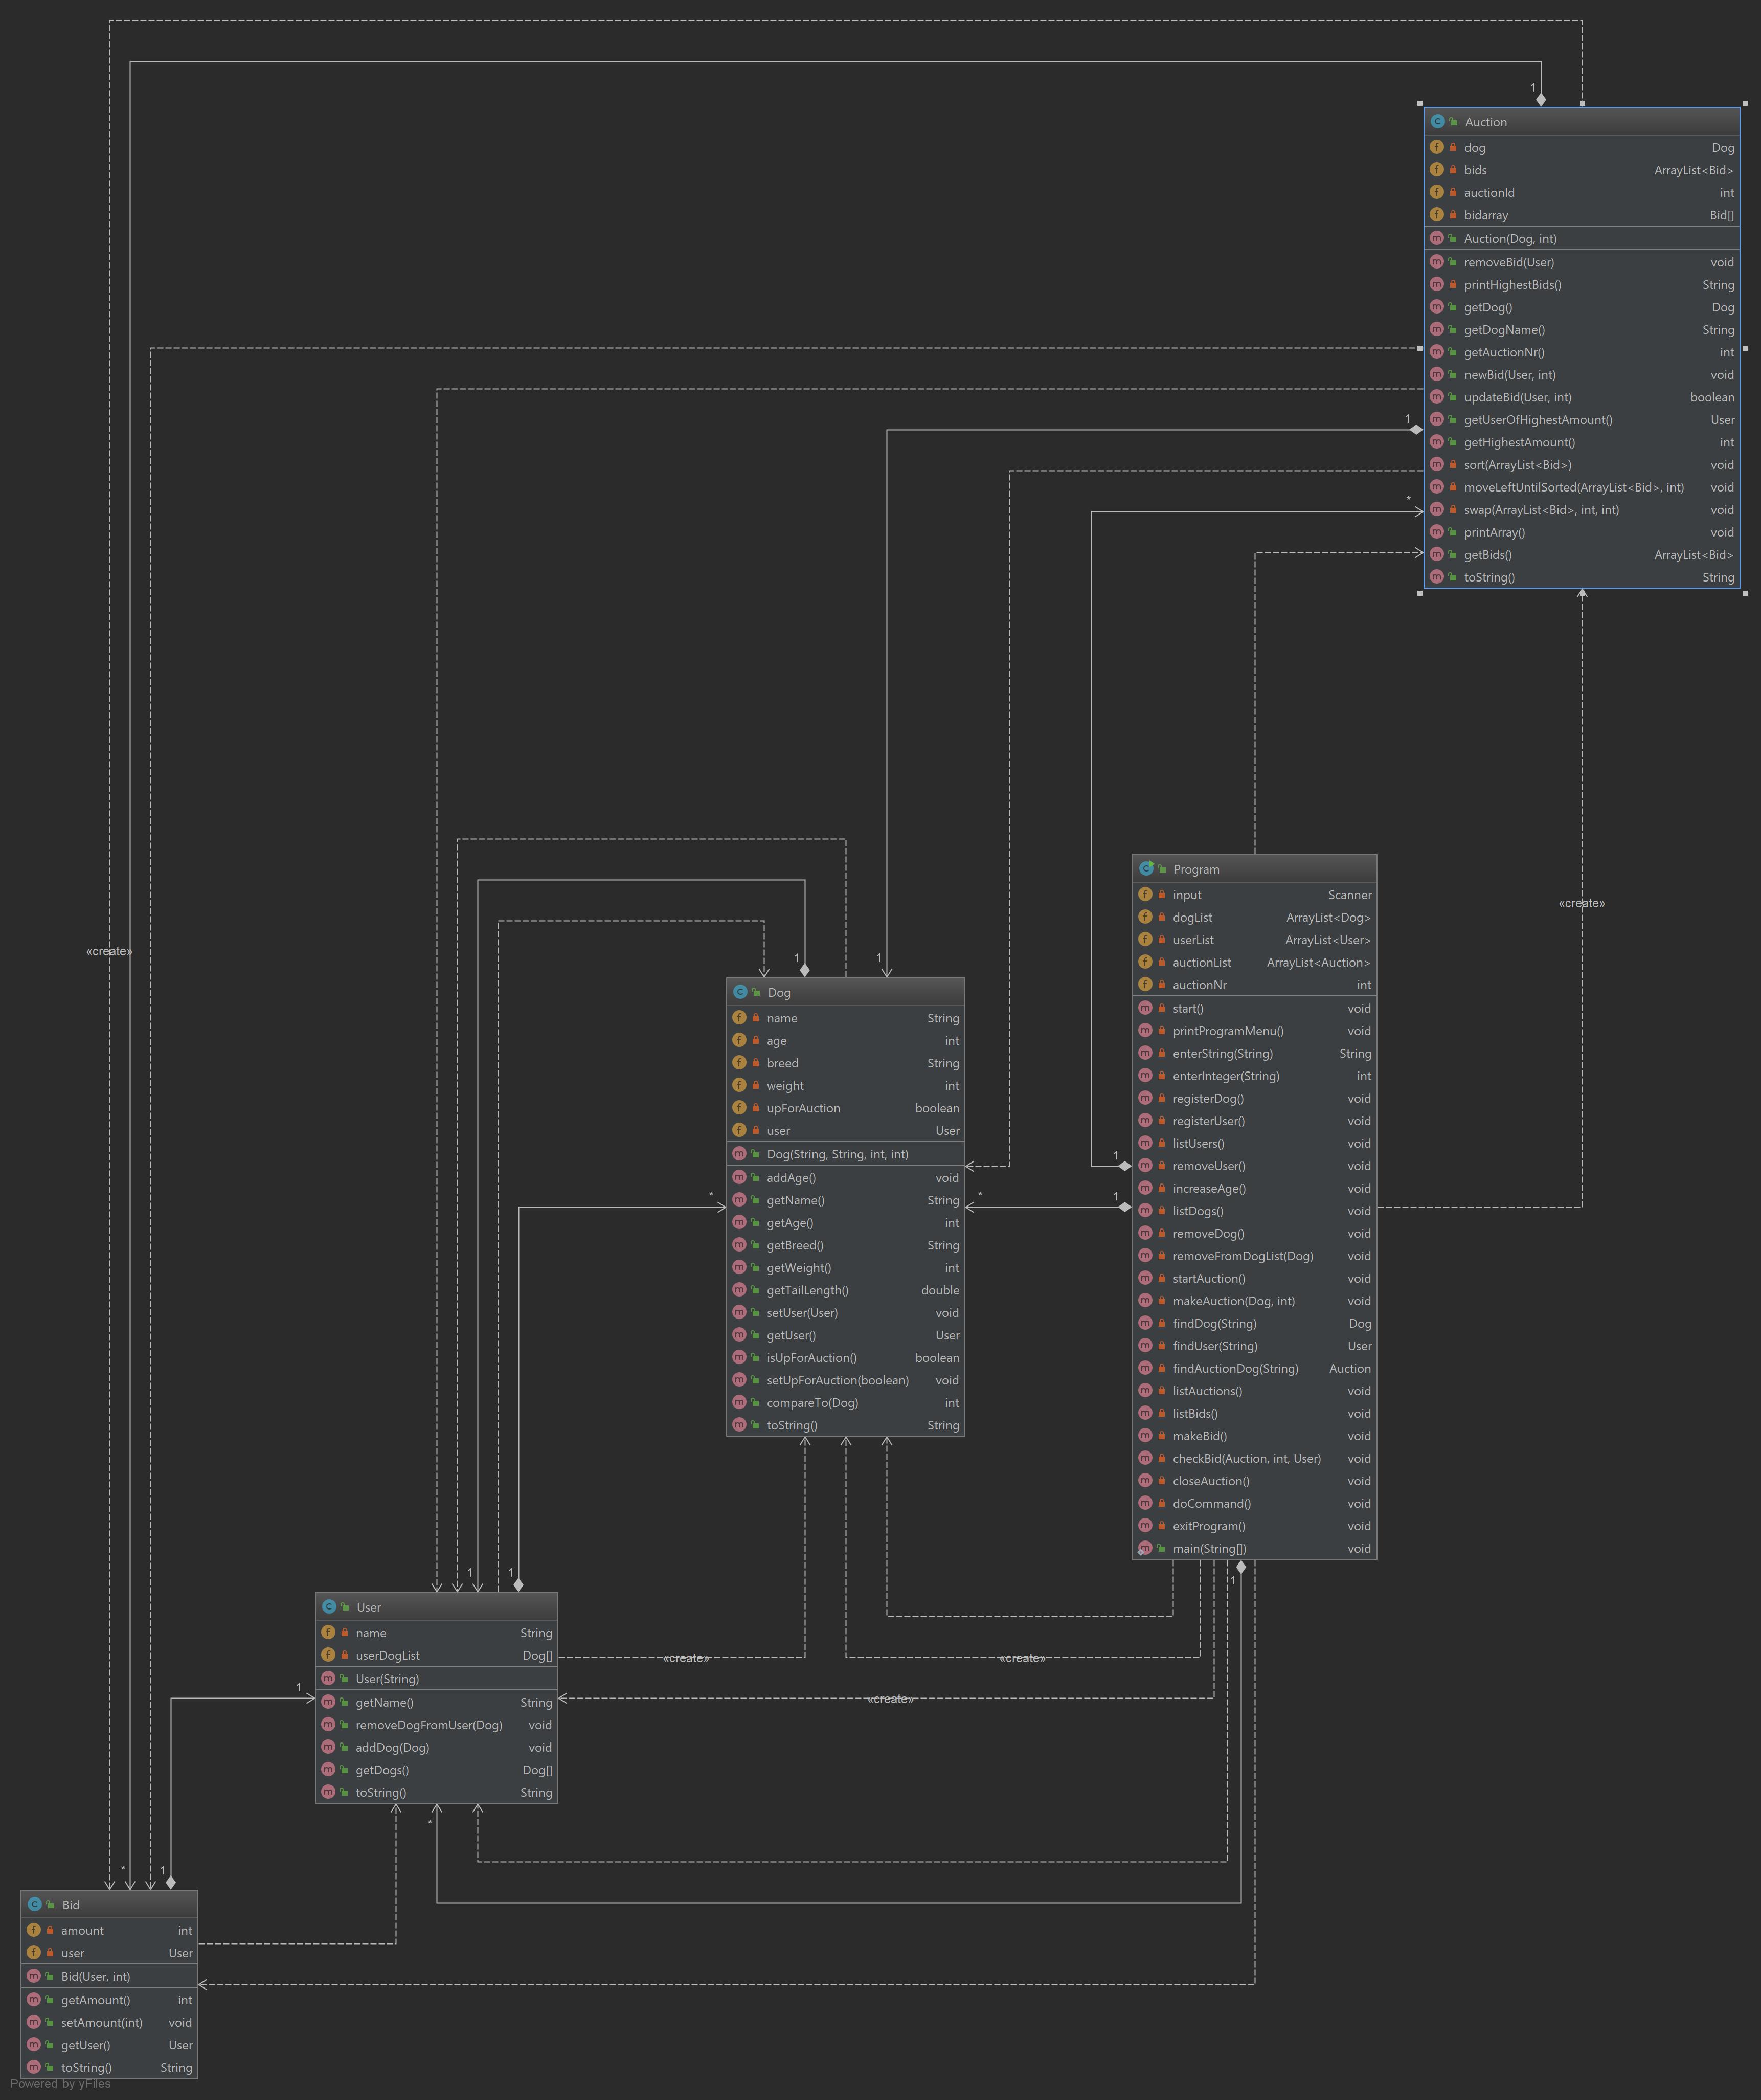 1
Auction
dog Dog
bids ArrayList<Bid>
auctionId int
bidarray Bid[]
Auction(Dog, int)
removeBid(User) void
printHighestBids() String
getDog() Dog
getDogName() String
getAuctionNr() int
newBid(User, int) void
updateBid(User, int) boolean
getUserOfHighestAmount() User
getHighestAmount() int
sort(ArrayList<Bid>) void
moveLeftUntilSorted(ArrayList<Bid>, int) void
swap(ArrayList<Bid>, int, int) void
printArray() void
getBids() ArrayList<Bid>
toString() String
1
*
«create»
«create»
Program
input Scanner
dogList ArrayList<Dog>
userList ArrayList<User>
auctionList ArrayList<Auction>
auctionNr int
start() void
printProgramMenu() void
enterString(String) String
enterInteger(String) int
registerDog() void
registerUser() void
listUsers() void
removeUser() void
increaseAge() void
listDogs() void
removeDog() void
removeFromDogList(Dog) void
startAuction() void
makeAuction(Dog, int) void
findDog(String) Dog
findUser(String) User
findAuctionDog(String) Auction
listAuctions() void
listBids() void
makeBid() void
checkBid(Auction, int, User) void
closeAuction() void
doCommand() void
exitProgram() void
main(String[]) void
1
1
1
1
1
Dog
name String
age int
breed String
weight int
upForAuction boolean
user User
Dog(String, String, int, int)
addAge() void
getName() String
getAge() int
getBreed() String
getWeight() int
getTailLength() double
setUser(User) void
getUser() User
isUpForAuction() boolean
setUpForAuction(boolean) void
compareTo(Dog) int
toString() String
*
*
1
1
User
name String
userDogList Dog[]
User(String)
getName() String
removeDogFromUser(Dog) void
addDog(Dog) void
getDogs() Dog[]
toString() String
«create»
«create»
«create»
1
*
*
1
Bid
amount int
user User
Bid(User, int)
getAmount() int
setAmount(int) void
getUser() User
toString() String
Powered by yFiles